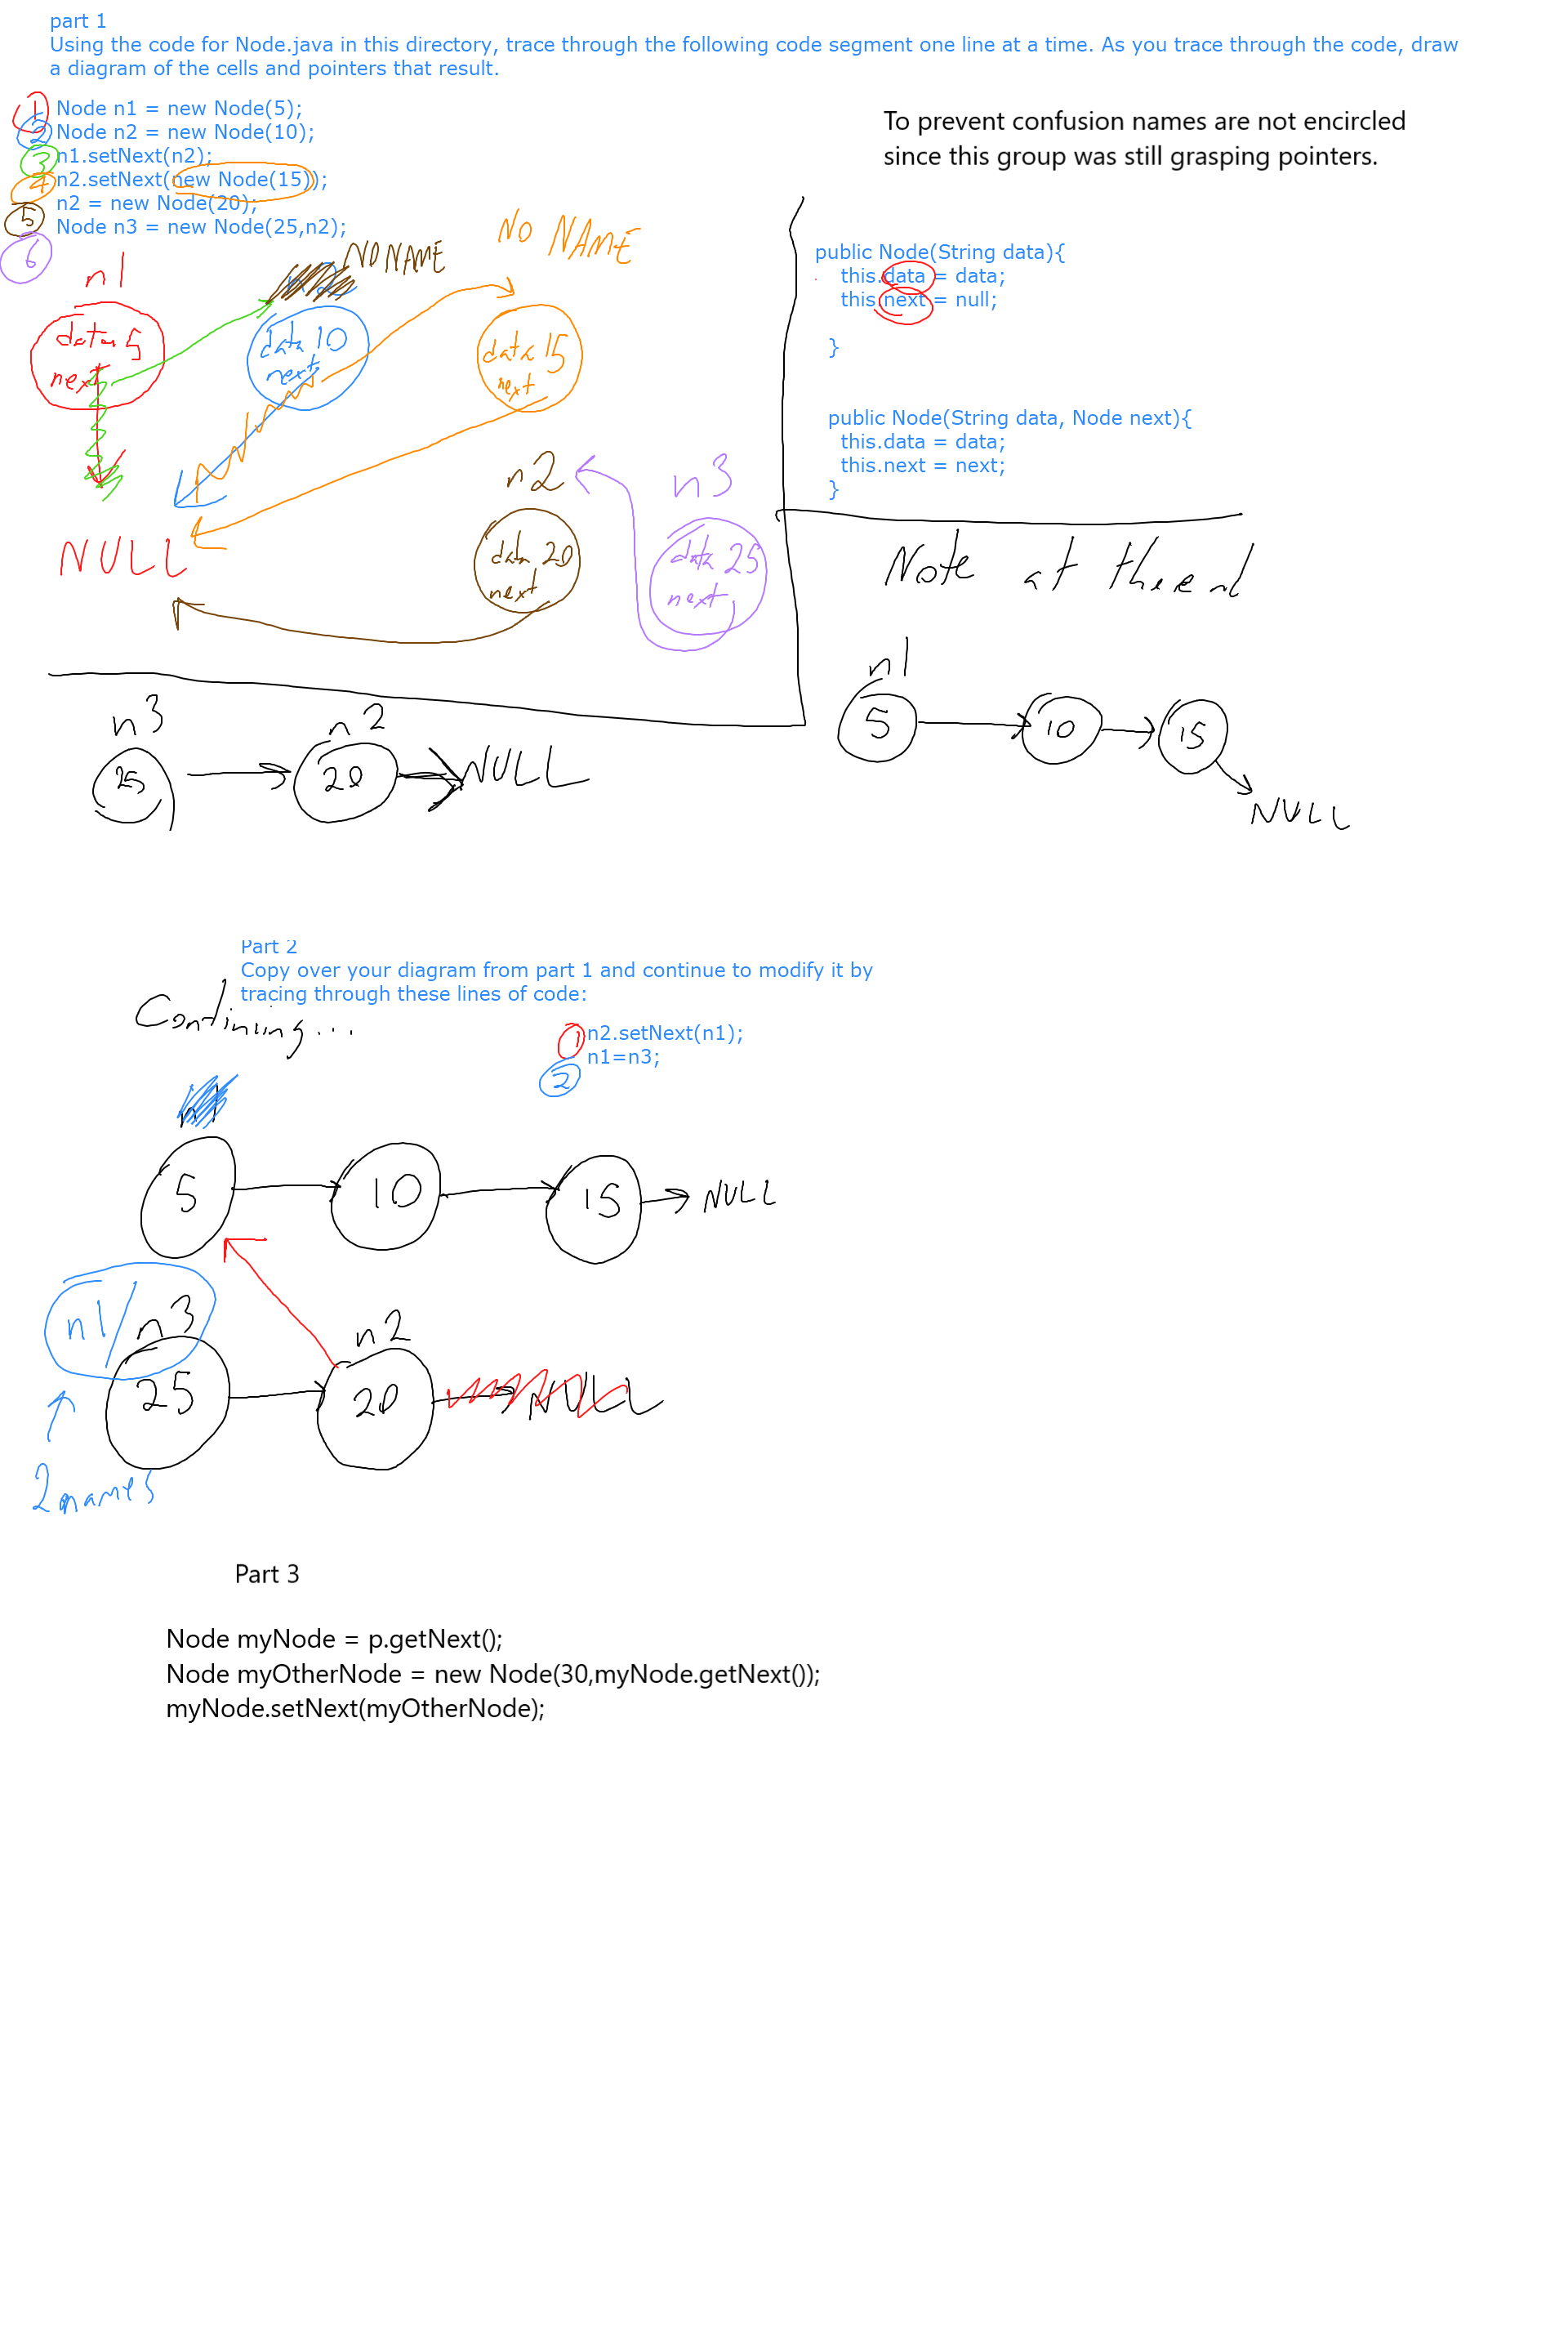 part 1
Using the code for Node.java in this directory, trace through the following code segment one line at a time. As you trace through the code, draw
a diagram of the cells and pointers that result.
1 Node n1 = new Node(5);
2 Node n2 = new Node(10);
3 n1.setNext(n2);
4 n2.setNext(new Node(15));
5 n2 = new Node(20);
6 Node n3 = new Node(25,n2);
To prevent confusion names are not encircled
since this group was still grasping pointers.
n1
NO NAME
NO NAME
data 5
next
data 10
next
data 15
next
NULL
n2
data 20
next
n3
data 25
next
public Node(String data){
this.data = data;
this.next = null;
}
public Node(String data, Node next){
this.data = data;
this.next = next;
}
Note at the end
n1
5
10
15
NULL
n3
25
n2
20
NULL
Part 2
Copy over your diagram from part 1 and continue to modify it by
tracing through these lines of code:
Continuing...
1 n2.setNext(n1);
2 n1=n3;
n1
5
10
15
NULL
n1/n3
25
n2
20
NULL
2 names
Part 3
Node myNode = p.getNext();
Node myOtherNode = new Node(30,myNode.getNext());
myNode.setNext(myOtherNode);